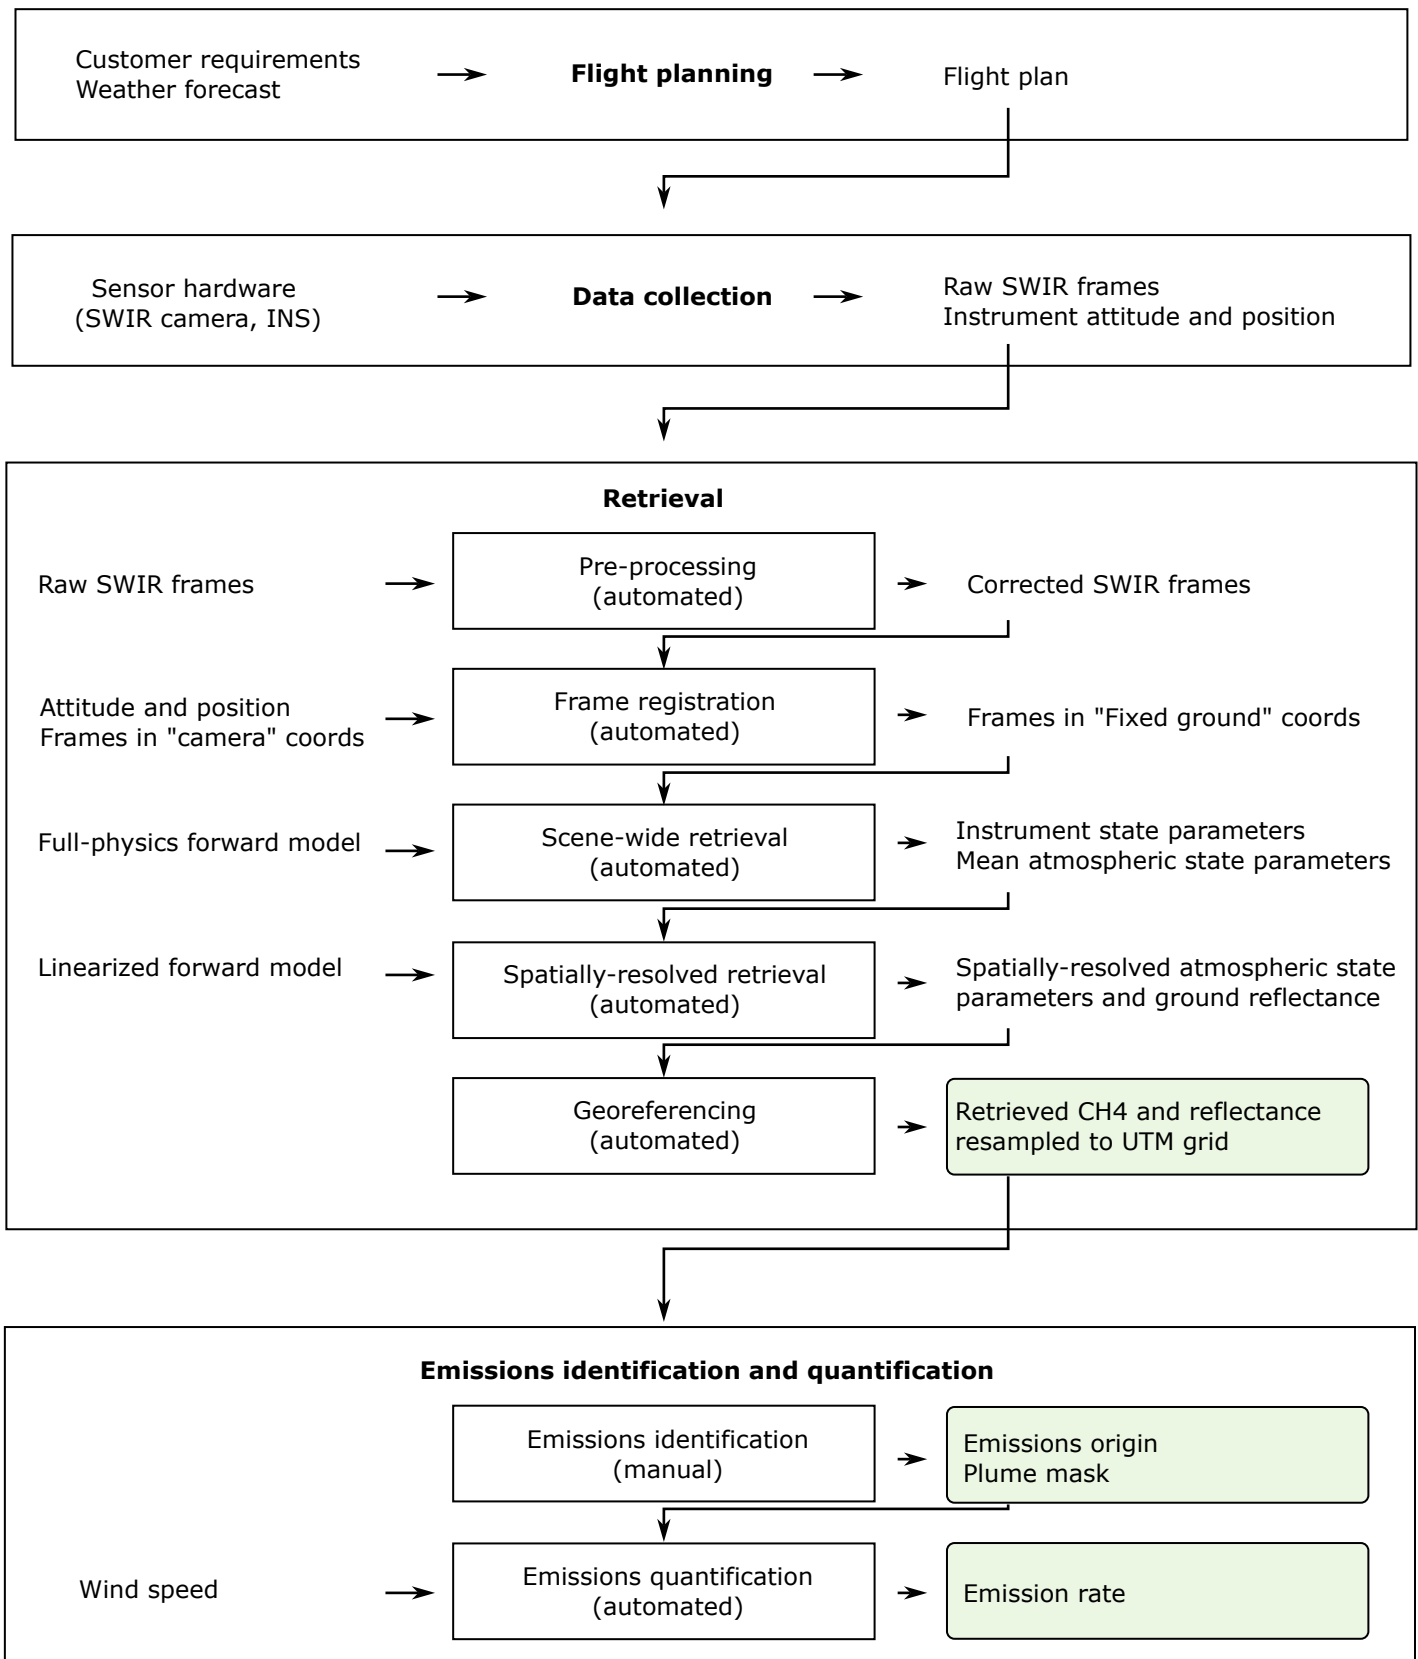 Customer requirements
Weather forecast
Flight planning
Flight plan
Sensor hardware
(SWIR camera, INS)
Data collection
Raw SWIR frames
Instrument attitude and position
Retrieval
Raw SWIR frames
Pre-processing
(automated)
Corrected SWIR frames
Attitude and position
Frames in "camera" coords
Frame registration
(automated)
Frames in "Fixed ground" coords
Full-physics forward model
Scene-wide retrieval
(automated)
Instrument state parameters
Mean atmospheric state parameters
Linearized forward model
Spatially-resolved retrieval
(automated)
Spatially-resolved atmospheric state
parameters and ground reflectance
Georeferencing
(automated)
Retrieved CH4 and reflectance
resampled to UTM grid
Emissions identification and quantification
Emissions identification
(manual)
Emissions origin
Plume mask
Wind speed
Emissions quantification
(automated)
Emission rate